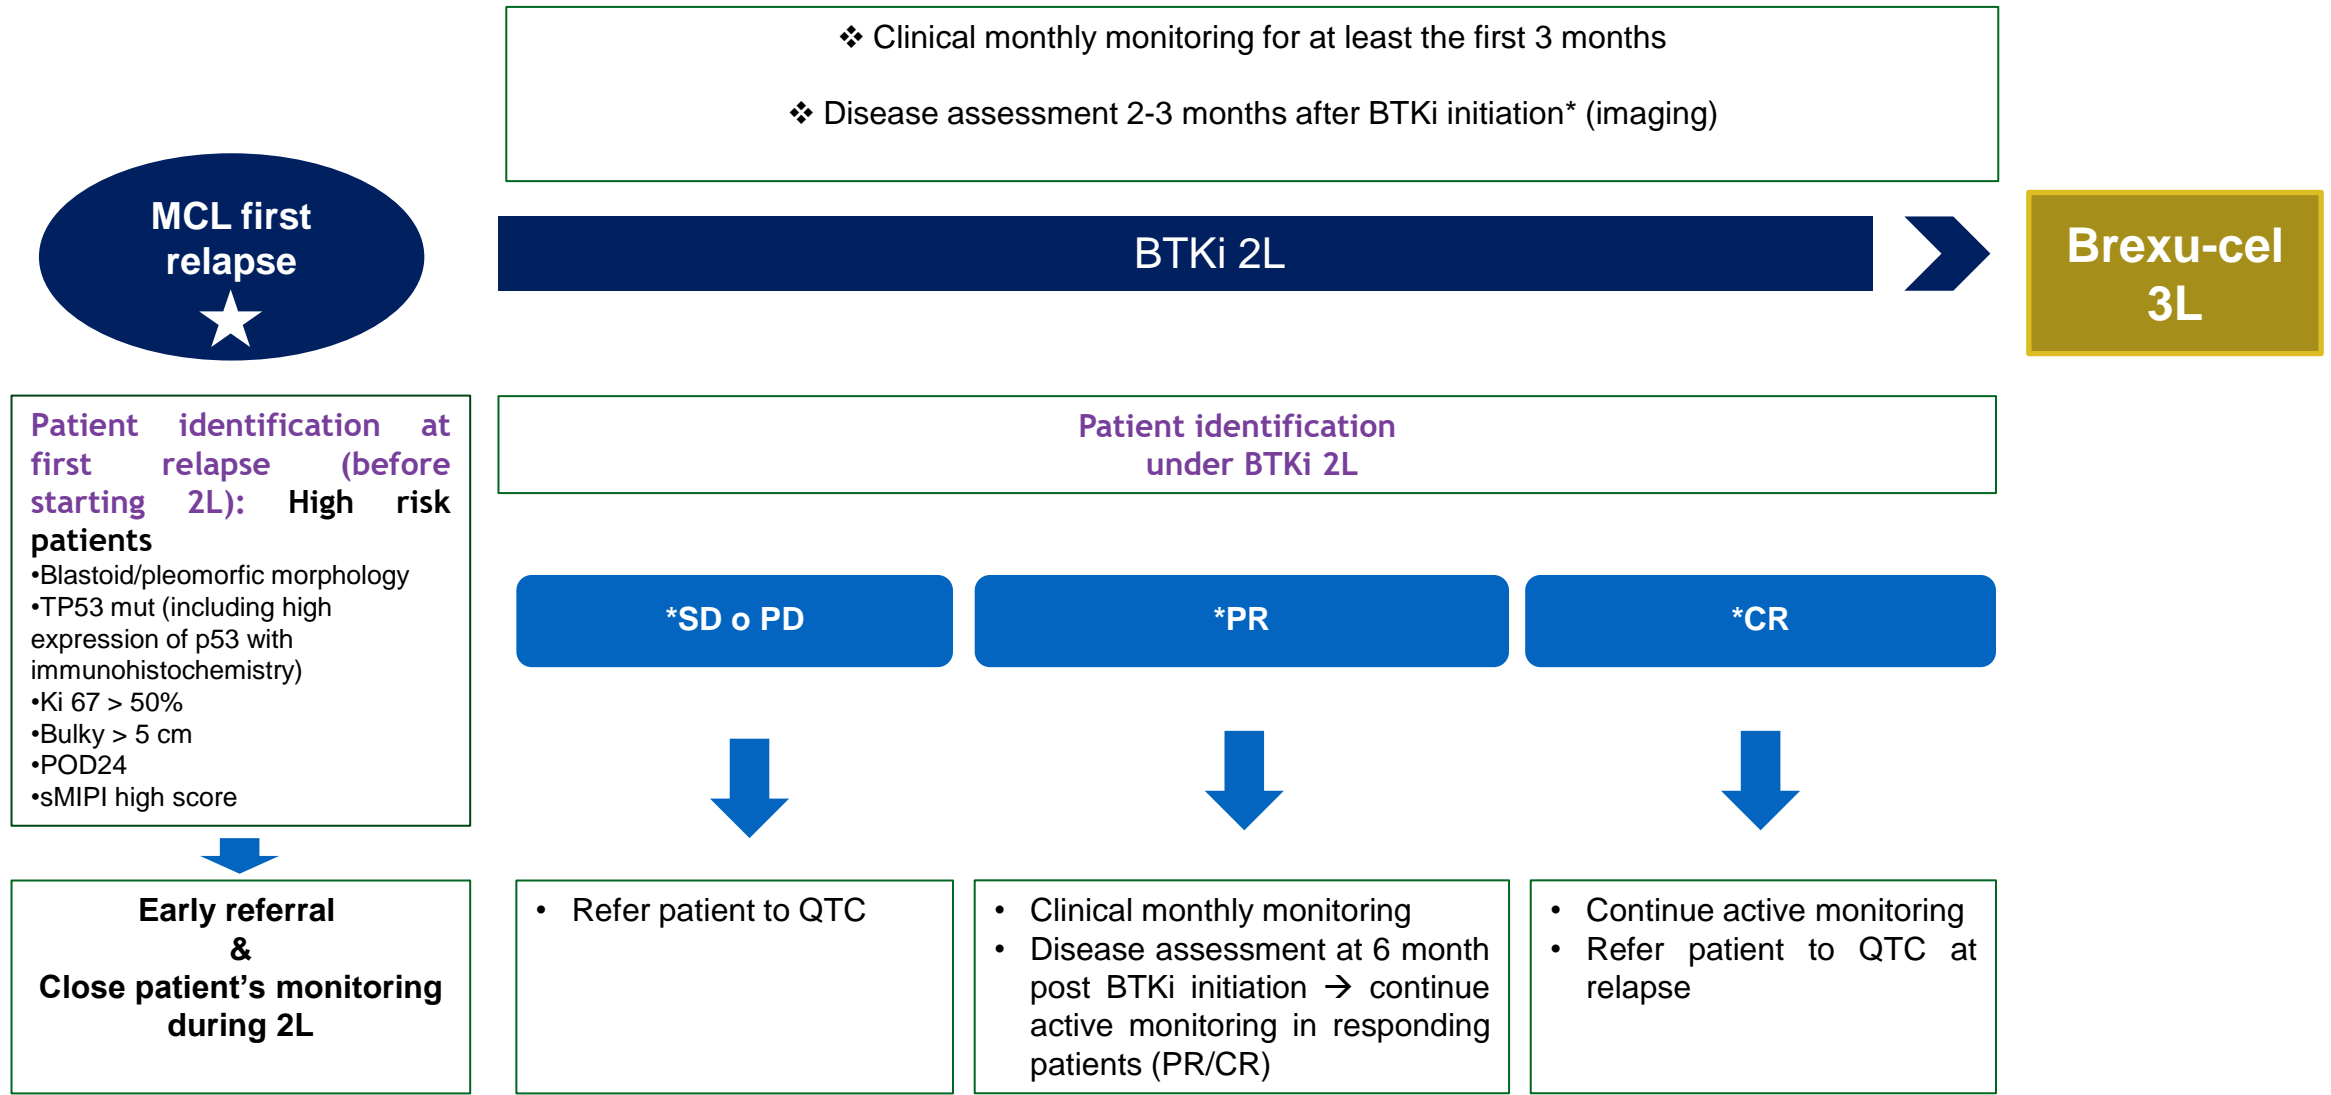 ❖ Clinical monthly monitoring for at least the first 3 months
❖ Disease assessment 2-3 months after BTKi initiation* (imaging)
MCL first
relapse
BTKi 2L
Brexu-cel
3L
Patient identification at
first relapse (before
starting 2L): High risk
patients
•Blastoid/pleomorfic morphology
•TP53 mut (including high
expression of p53 with
immunohistochemistry)
•Ki 67 > 50%
•Bulky > 5 cm
•POD24
•sMIPI high score
Patient identification
under BTKi 2L
*SD o PD
*PR
*CR
Early referral
&
Close patient’s monitoring
during 2L
• Refer patient to QTC
• Clinical monthly monitoring
• Disease assessment at 6 month
post BTKi initiation → continue
active monitoring in responding
patients (PR/CR)
• Continue active monitoring
• Refer patient to QTC at
relapse